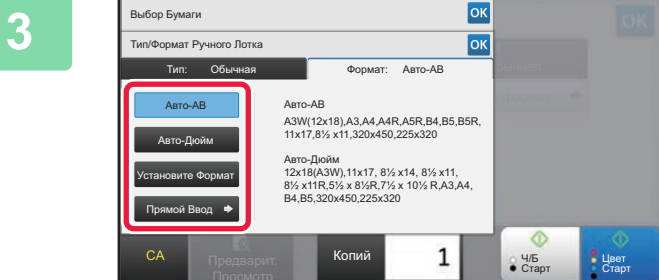 3
Выбор Бумаги
OK
OK
Тип/Формат Ручного Лотка
OK
Тип: Обычная
Формат: Авто-AB
Авто-AB
Авто-Дюйм
Установите Формат
Прямой Ввод
Авто-AB
A3W(12x18),A3,A4,A4R,A5R,B4,B5,B5R,
11x17,8½ x11,320x450,225x320
Авто-Дюйм
12x18(A3W),11x17, 8½ x14, 8½ x11,
8½ x11R,5½ x 8½R,7½ x 10½ R,A3,A4,
B4,B5,320x450,225x320
CA
Предварит.
Просмотр
Копий
1
Ч/Б
Старт
Цвет
Старт